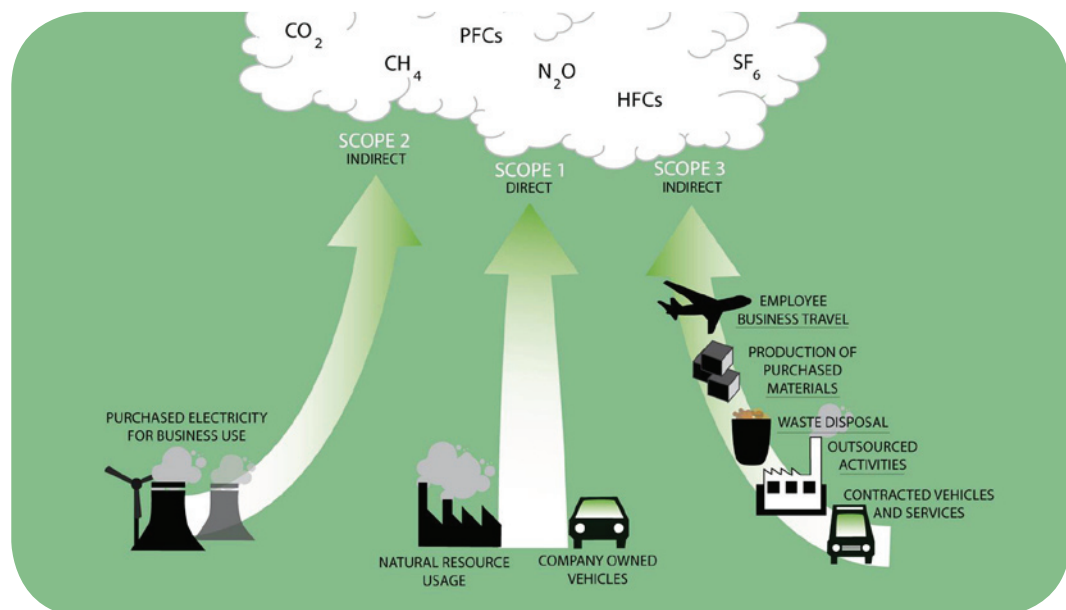 CO2
PFCs
CH4
N2O
SF6
HFCs
SCOPE 2
INDIRECT
SCOPE 1
DIRECT
SCOPE 3
INDIRECT
EMPLOYEE
BUSINESS TRAVEL
PRODUCTION OF
PURCHASED
MATERIALS
WASTE DISPOSAL
OUTSOURCED
ACTIVITIES
CONTRACTED VEHICLES
AND SERVICES
PURCHASED ELECTRICITY
FOR BUSINESS USE
NATURAL RESOURCE
USAGE
COMPANY OWNED
VEHICLES